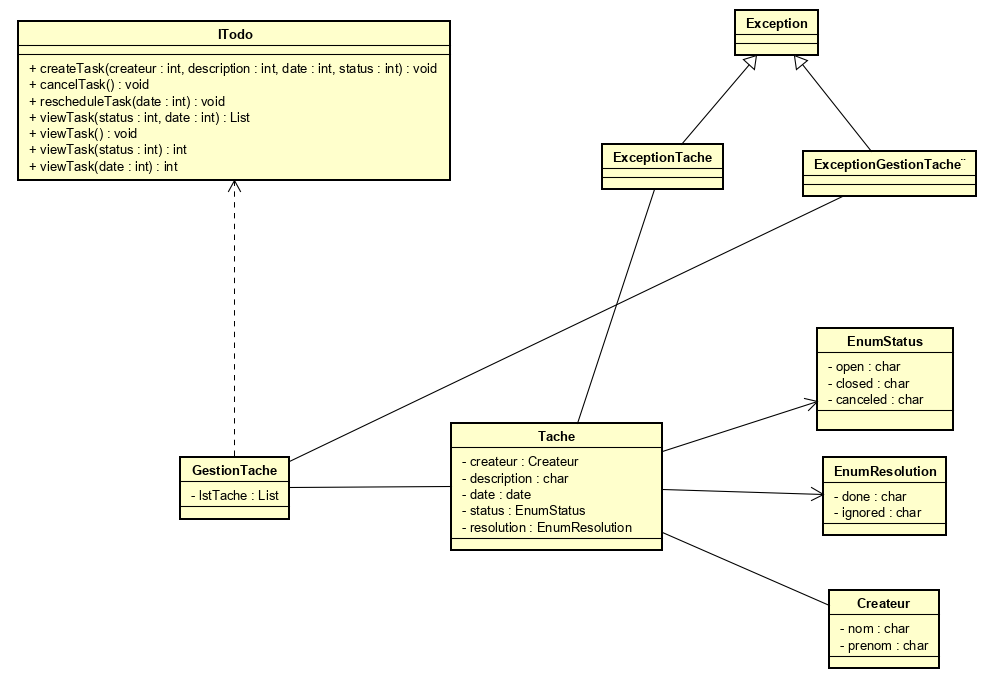 ITodo
+ createTask(createur : int, description : int, date : int, status : int) : void
+ cancelTask() : void
+ rescheduleTask(date : int) : void
+ viewTask(status : int, date : int) : List
+ viewTask() : void
+ viewTask(status : int) : int
+ viewTask(date : int) : int
Exception
ExceptionTache
ExceptionGestionTache¨
EnumStatus
- open : char
- closed : char
- canceled : char
GestionTache
- lstTache : List
Tache
- createur : Createur
- description : char
- date : date
- status : EnumStatus
- resolution : EnumResolution
EnumResolution
- done : char
- ignored : char
Createur
- nom : char
- prenom : char